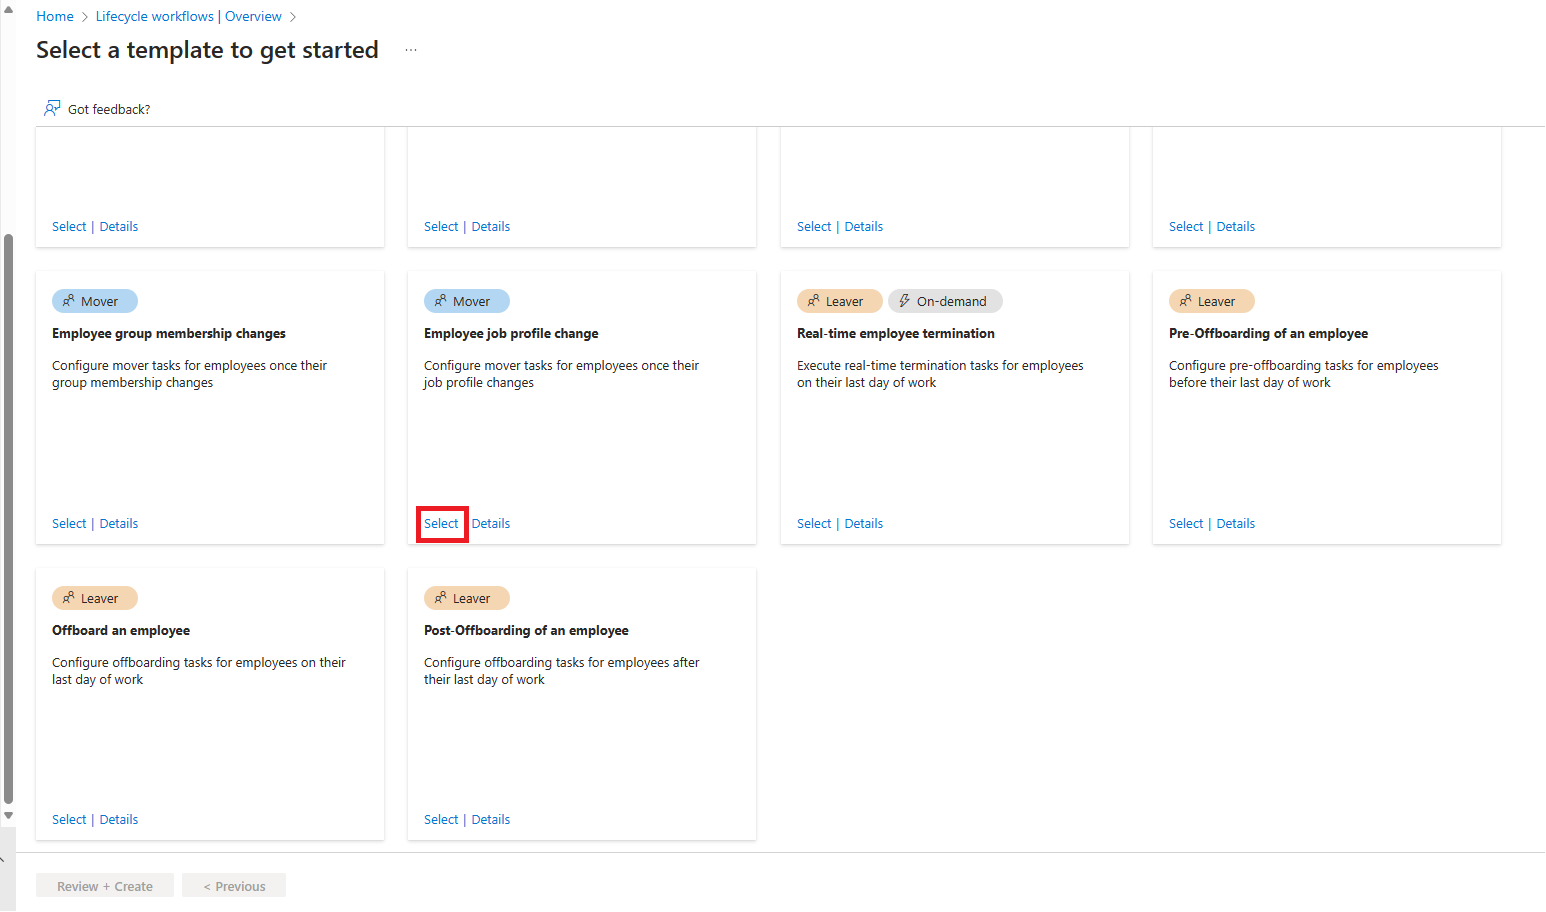 Home > Lifecycle workflows | Overview >
Select a template to get started ...
Got feedback?
Select | Details
Select | Details
Select | Details
Select | Details
Mover
Employee group membership changes
Configure mover tasks for employees once their
group membership changes
Select | Details
Mover
Employee job profile change
Configure mover tasks for employees once their
job profile changes
Select Details
Leaver
On-demand
Real-time employee termination
Execute real-time termination tasks for employees
on their last day of work
Select | Details
Leaver
Pre-Offboarding of an employee
Configure pre-offboarding tasks for employees
before their last day of work
Select | Details
Leaver
Offboard an employee
Configure offboarding tasks for employees on their
last day of work
Select | Details
Leaver
Post-Offboarding of an employee
Configure offboarding tasks for employees after
their last day of work
Select | Details
Review + Create
< Previous